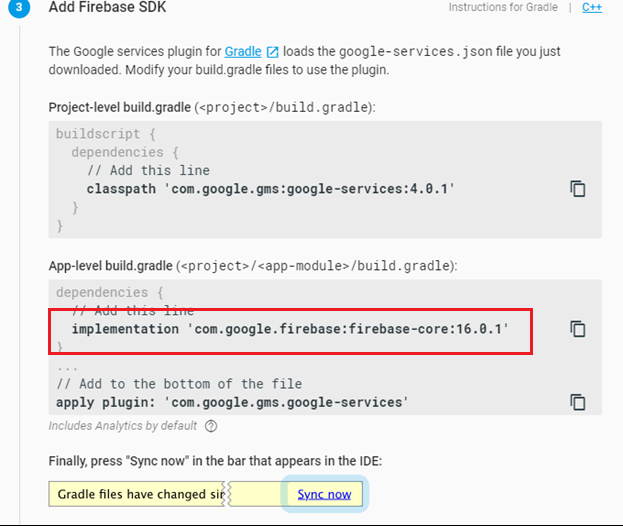 3 Add Firebase SDK Instructions for Gradle | C++
The Google services plugin for Gradle loads the google-services.json file you just
downloaded. Modify your build.gradle files to use the plugin.
Project-level build.gradle (<project>/build.gradle):
buildscript {
dependencies {
// Add this line
classpath 'com.google.gms:google-services:4.0.1'
}
}
App-level build.gradle (<project>/<app-module>/build.gradle):
dependencies {
// Add this line
implementation 'com.google.firebase:firebase-core:16.0.1'
}
...
// Add to the bottom of the file
apply plugin: 'com.google.gms.google-services'
Includes Analytics by default ?
Finally, press "Sync now" in the bar that appears in the IDE:
Gradle files have changed sin Sync now